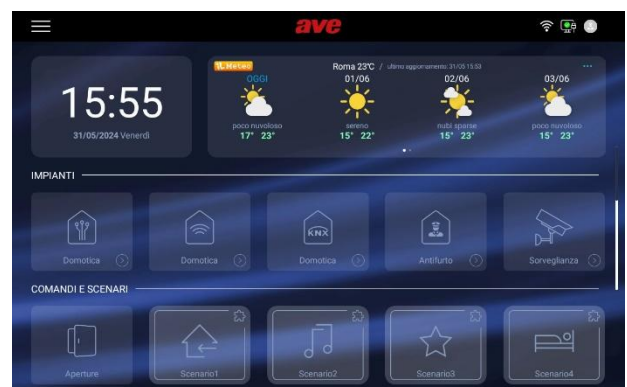 ave
15:55
31/05/2024 Venerdì
iL Meteo
Roma 23°C / ultimo aggiornamento: 31/05 15:53
OGGI
poco nuvoloso
17° 23°
01/06
sereno
15° 22°
02/06
nubi sparse
15° 23°
03/06
poco nuvoloso
15° 23°
IMPIANTI
Domotica
Domotica
KNX
Domotica
Antifurto
Sorveglianza
COMANDI E SCENARI
Aperture
Scenario1
Scenario2
Scenario3
Scenario4